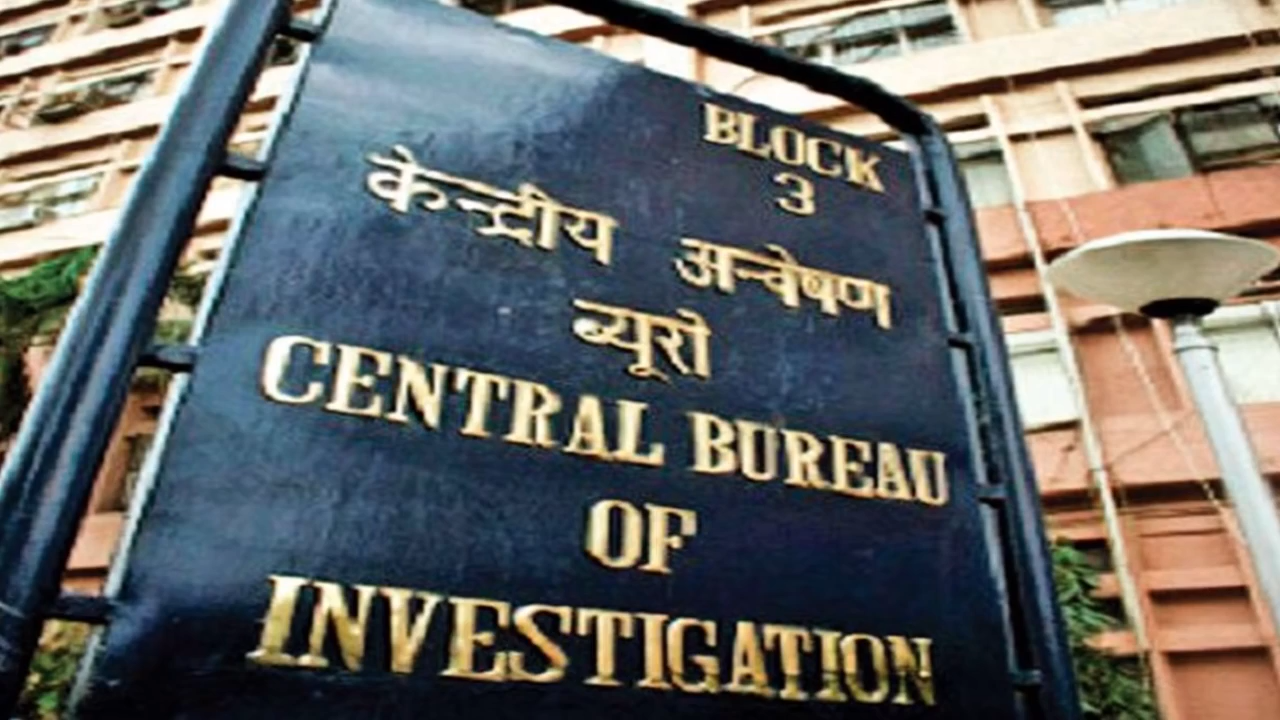 BLOCK
3
केन्द्रीय अन्वेषण
ब्यूरो
CENTRAL BUREAU
OF
INVESTIGATION